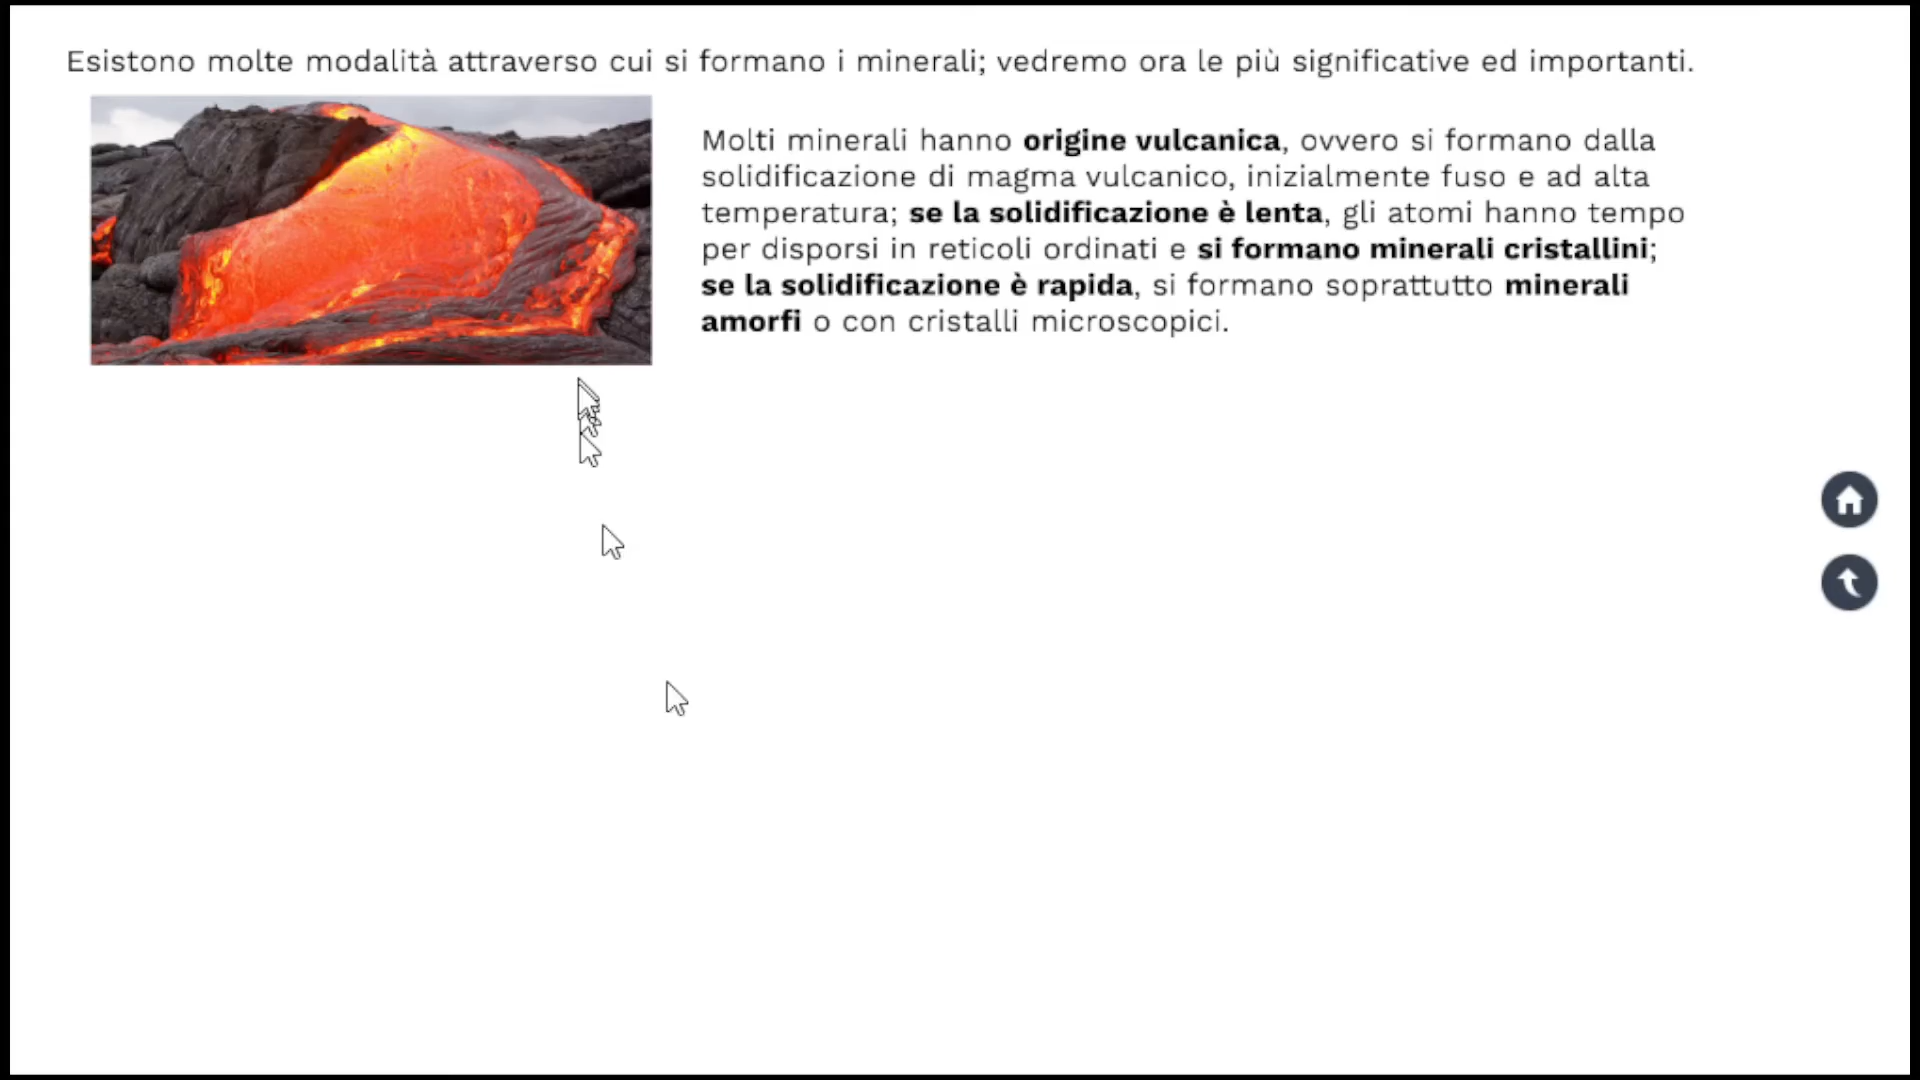 Esistono molte modalità attraverso cui si formano i minerali; vedremo ora le più significative ed importanti.
Molti minerali hanno origine vulcanica, ovvero si formano dalla
solidificazione di magma vulcanico, inizialmente fuso e ad alta
temperatura; se la solidificazione è lenta, gli atomi hanno tempo
per disporsi in reticoli ordinati e si formano minerali cristallini;
se la solidificazione è rapida, si formano soprattutto minerali
amorfi o con cristalli microscopici.